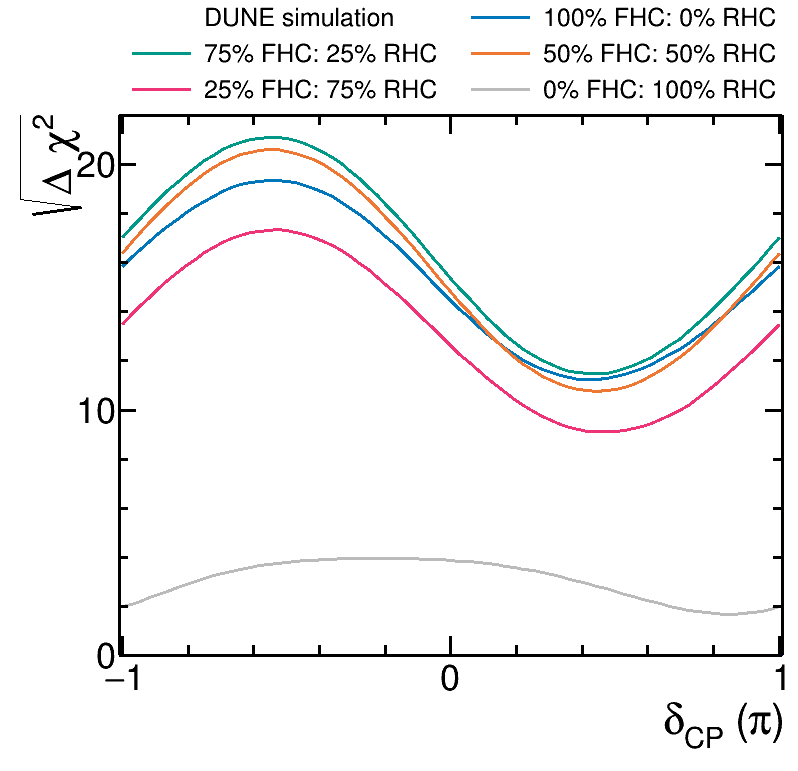 DUNE simulation
100% FHC: 0% RHC
75% FHC: 25% RHC
50% FHC: 50% RHC
25% FHC: 75% RHC
0% FHC: 100% RHC
√Δχ²
20
10
0
−1
0
1
δCP (π)